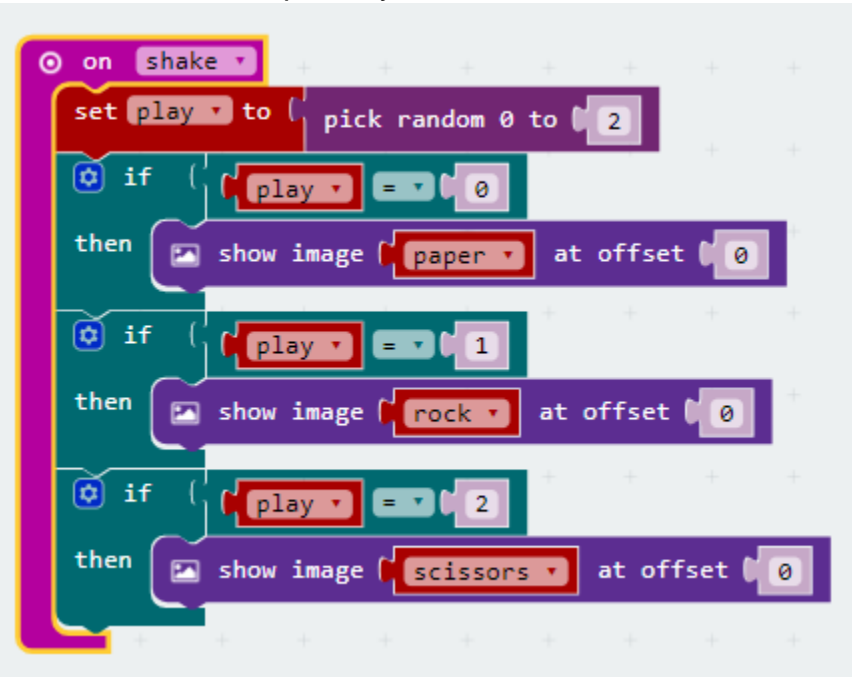 on shake
set play to pick random 0 to 2
if play = 0
then show image paper at offset 0
if play = 1
then show image rock at offset 0
if play = 2
then show image scissors at offset 0